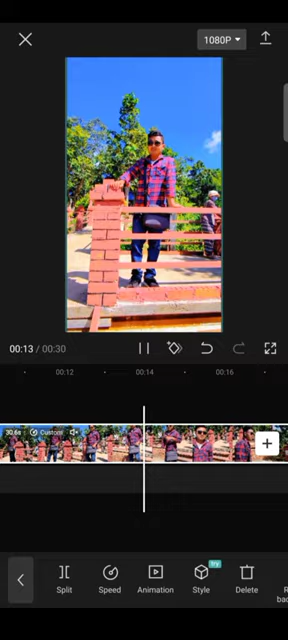 1080P
00:13 / 00:30
00:12
00:14
00:16
30.6s Custom
try
Split
Speed
Animation
Style
Delete